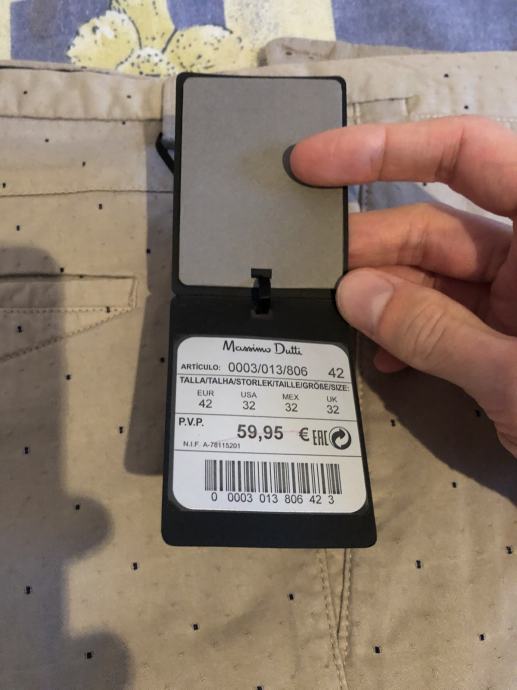 Massimo Dutti
ARTÍCULO: 0003/013/806 42
TALLA/TALHA/STORLEK/TAILLE/GRÖßE/SIZE:
EUR USA MEX UK
42 32 32 32
P.V.P. 59,95 € EAC
N.I.F. A-78115201
0 0003 013 806 42 3